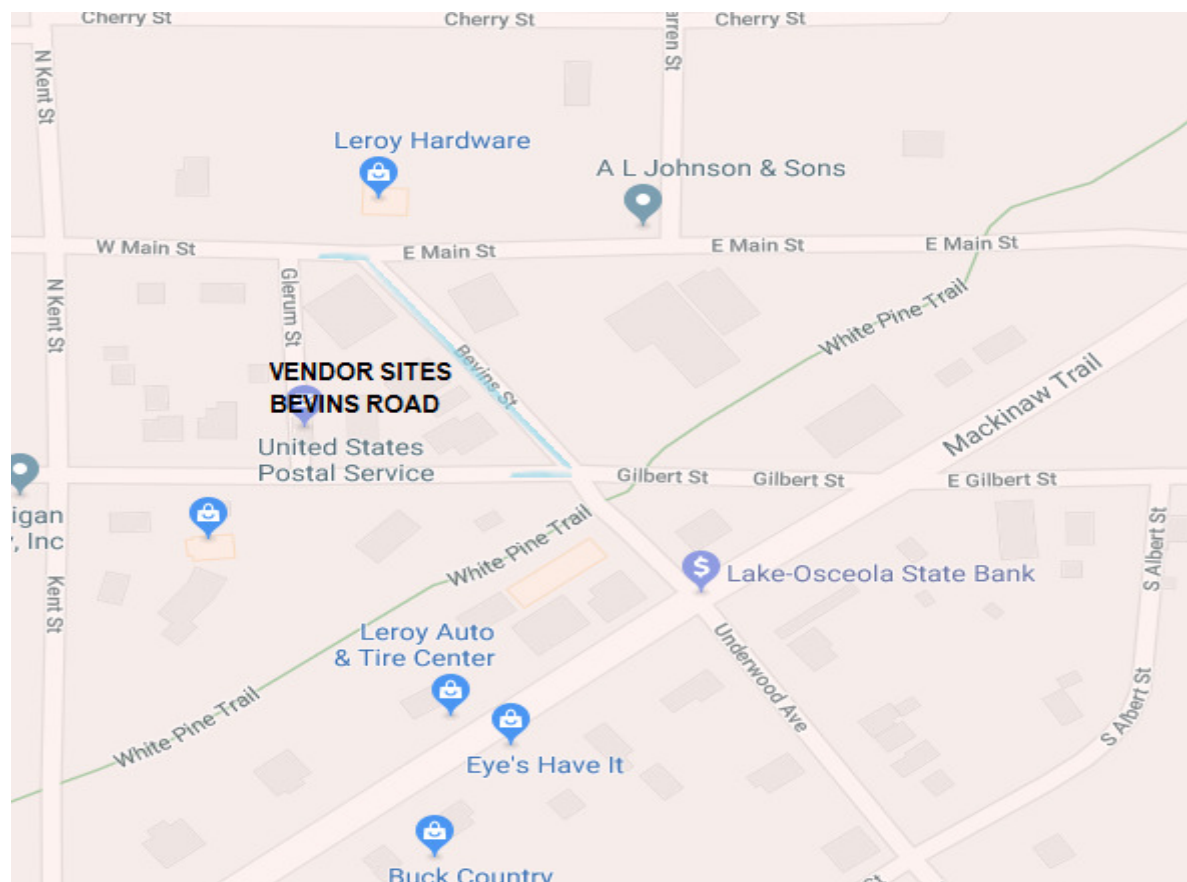 Cherry St
Cherry St
Cherry St
N Kent St
arren St
Leroy Hardware
A L Johnson & Sons
W Main St
E Main St
E Main St
E Main St
N Kent St
Glerum St
White Pine Trail
Bevins St
VENDOR SITES
BEVINS ROAD
Mackinaw Trail
United States
Postal Service
Gilbert St
Gilbert St
E Gilbert St
igan
, Inc
White Pine Trail
S Albert St
Lake-Osceola State Bank
Kent St
Leroy Auto
& Tire Center
Underwood Ave
White Pine Trail
S Albert St
Eye's Have It
Buck Country
St